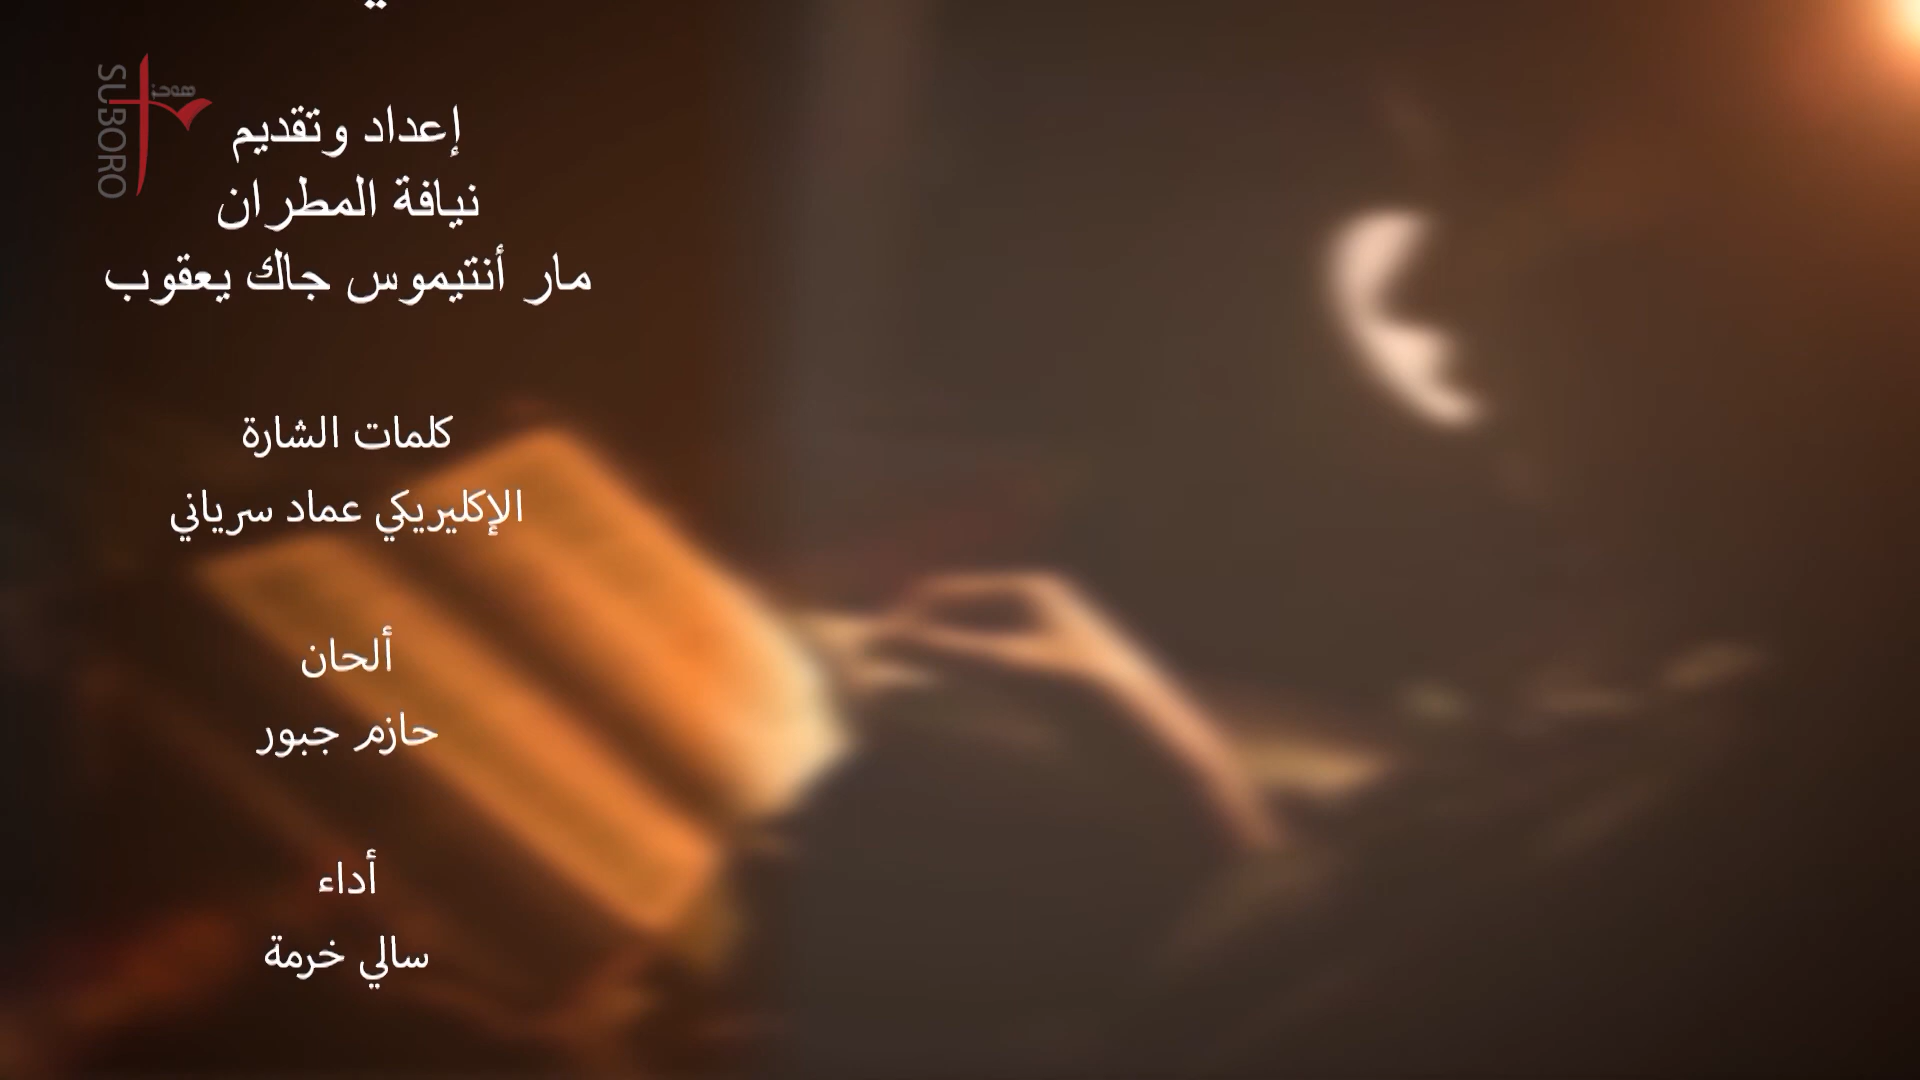 SUBORO
إعداد وتقديم
نيافة المطران
مار أنتيموس جاك يعقوب
كلمات الشارة
الإكليريكي عماد سرياني
ألحان
حازم جبور
أداء
سالي خرمة